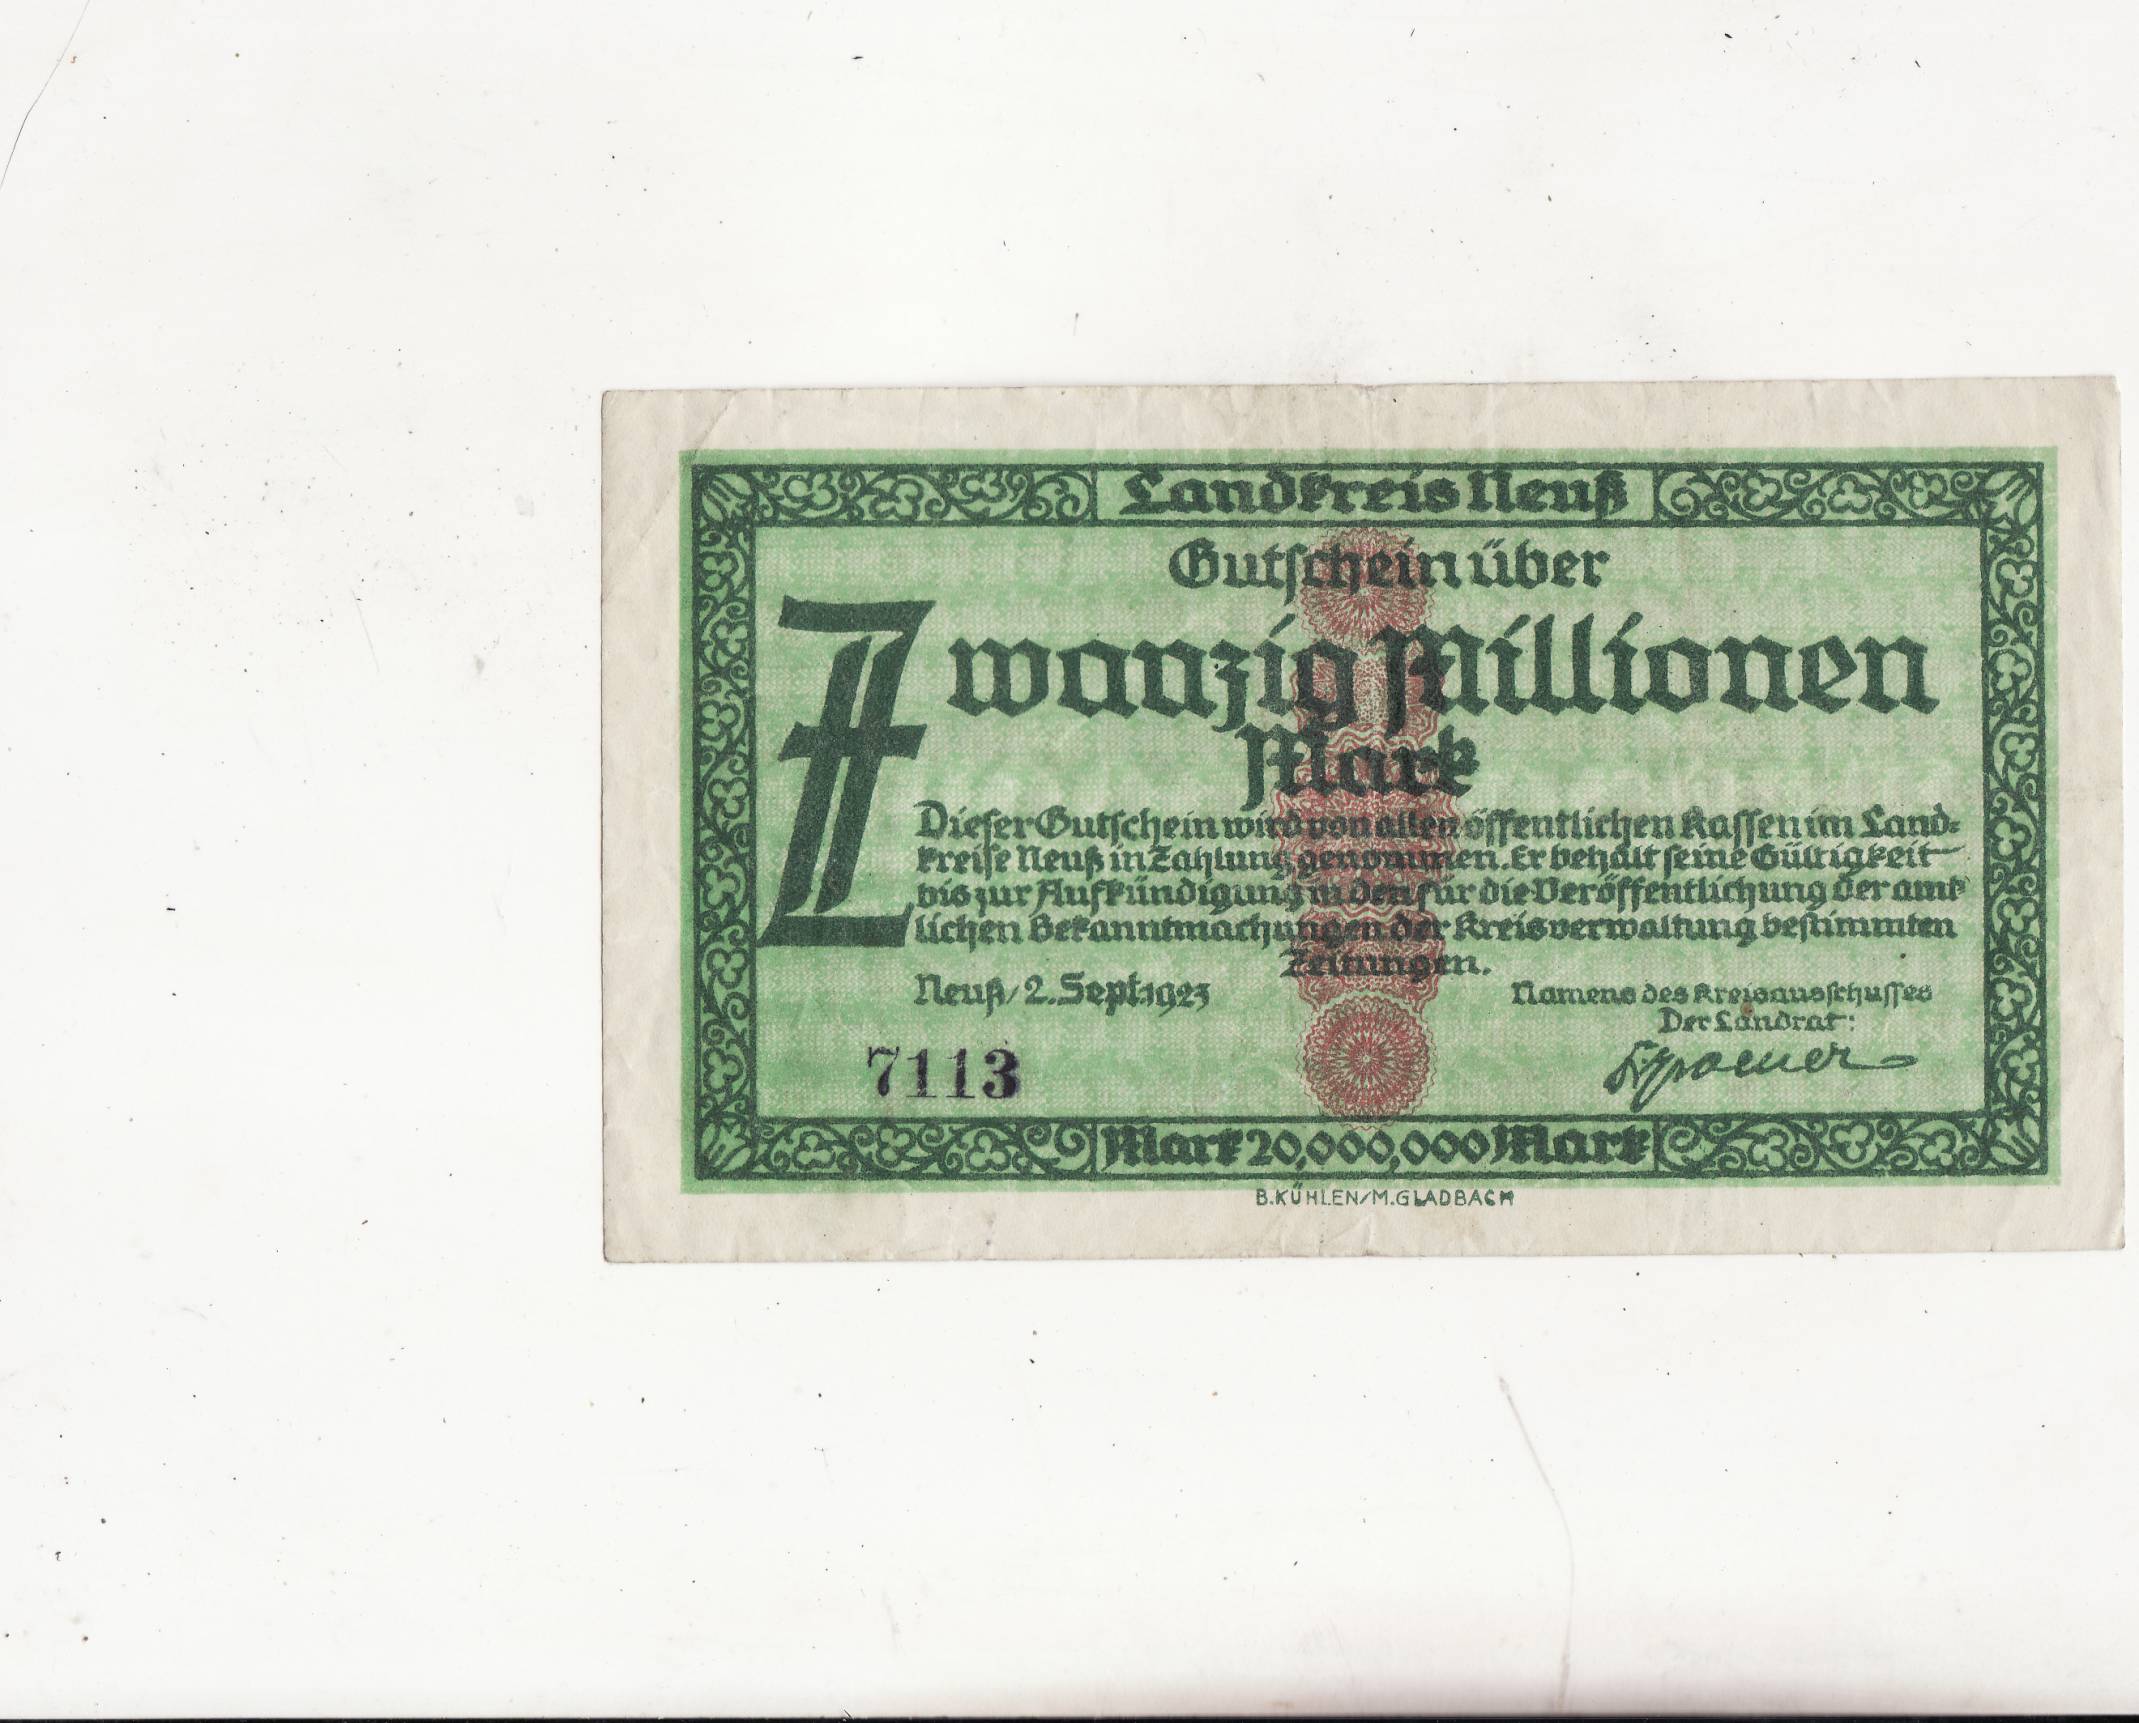 Landkreis Neuß
Gutschein über
Zwanzig Millionen
Mark
Dieser Gutschein wird von allen öffentlichen Kassen im Land-
kreise Neuß in Zahlung genommen. Er behält seine Gültigkeit
bis zur Aufkündigung in den für die Veröffentlichung der amt-
lichen Bekanntmachungen der Kreisverwaltung bestimmten
Zeitungen.
Neuß, 2. Sept. 1923
Namens des Kreisausschusses
Der Landrat:
7113
Mark 20,000,000 Mark
B. KÜHLEN/M. GLADBACH